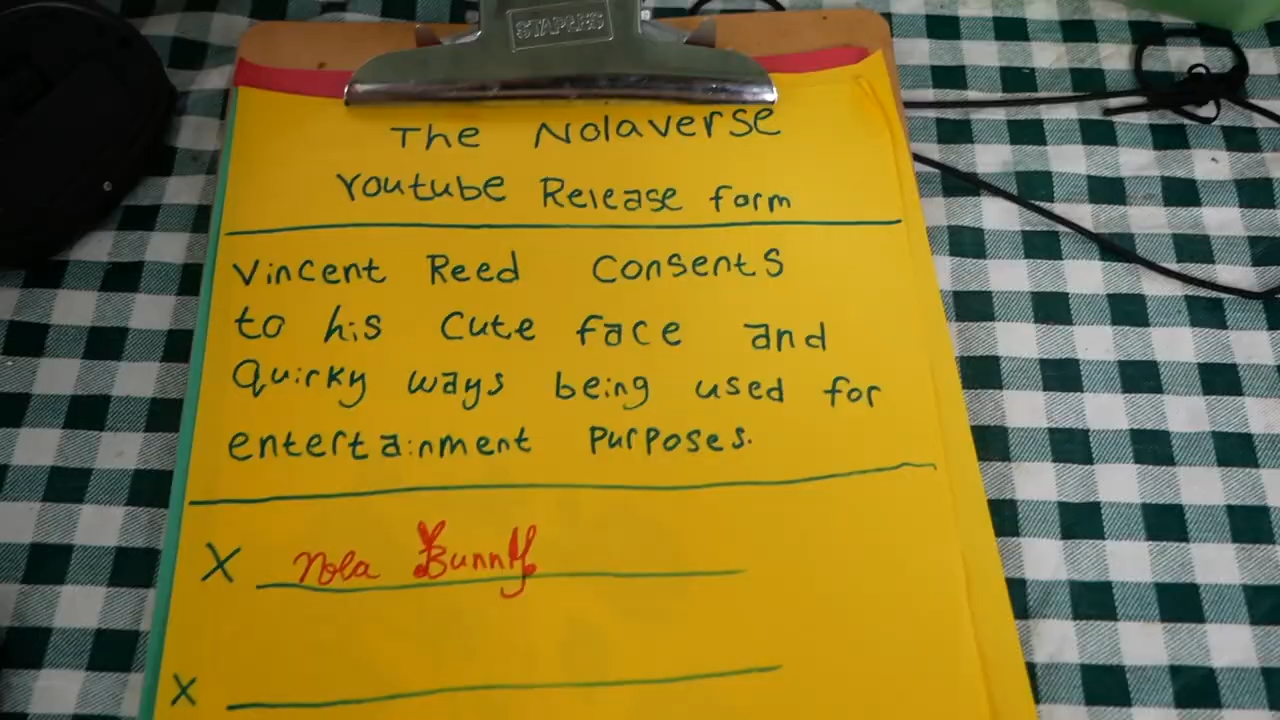 STAPLES
The Nolaverse
Youtube Release form
Vincent Reed Consents
to his Cute face and
Quirky ways being used for
entertainment Purposes.
X Nola Bunny
X